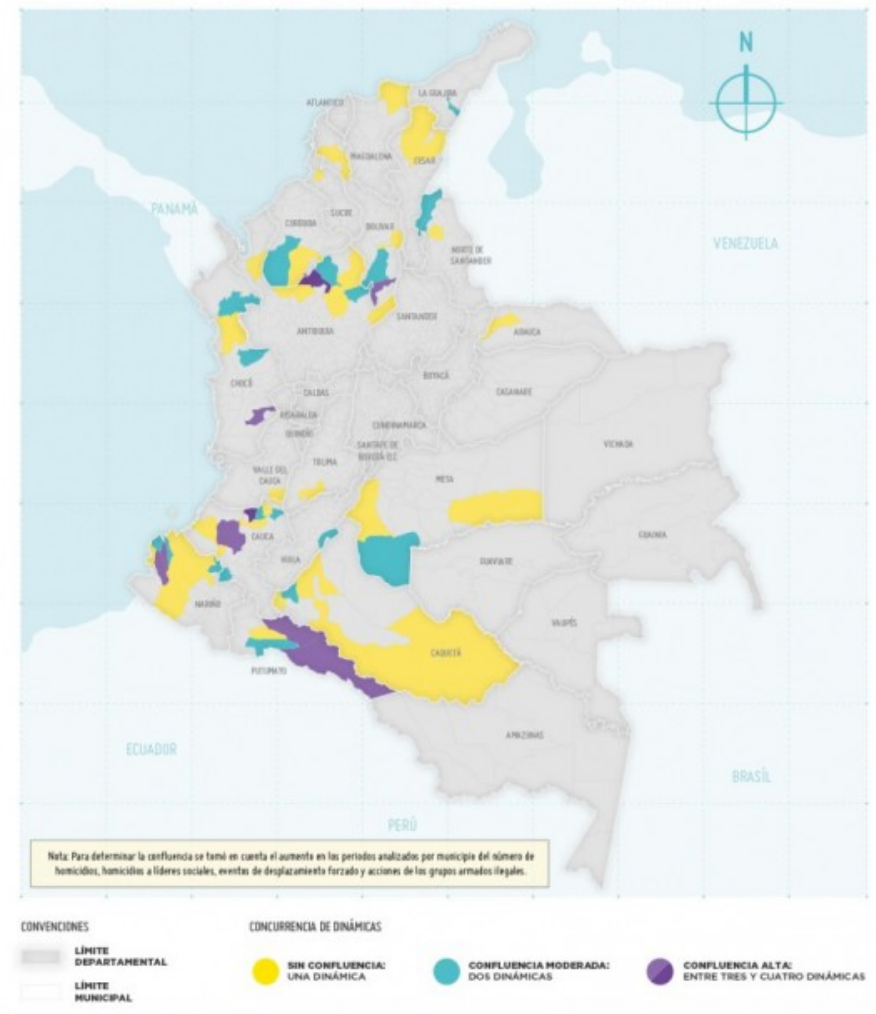 N
LA GUAJIRA
ATLÁNTICO
MAGDALENA
CESAR
PANAMÁ
SUCRE
CÓRDOBA
BOLÍVAR
VENEZUELA
NORTE DE
SANTANDER
SANTANDER
ANTIOQUIA
ARAUCA
BOYACÁ
CHOCÓ
CALDAS
CASANARE
RISARALDA
CUNDINAMARCA
QUINDÍO
SANTAFE DE
BOGOTÁ D.C
VICHADA
TOLIMA
VALLE DEL
CAUCA
META
CAUCA
GUAINIA
HUILA
GUAVIARE
NARIÑO
VAUPÉS
CAQUETÁ
PUTUMAYO
AMAZONAS
ECUADOR
BRASÍL
PERÚ
Nota: Para determinar la confluencia se tomó en cuenta el aumento en los periodos analizados por municipio del número de
homicidios, homicidios a líderes sociales, eventos de desplazamiento forzado y acciones de los grupos armados ilegales.
CONVENCIONES
LÍMITE
DEPARTAMENTAL
LÍMITE
MUNICIPAL
CONCURRENCIA DE DINÁMICAS
SIN CONFLUENCIA:
UNA DINÁMICA
CONFLUENCIA MODERADA:
DOS DINÁMICAS
CONFLUENCIA ALTA:
ENTRE TRES Y CUATRO DINÁMICAS